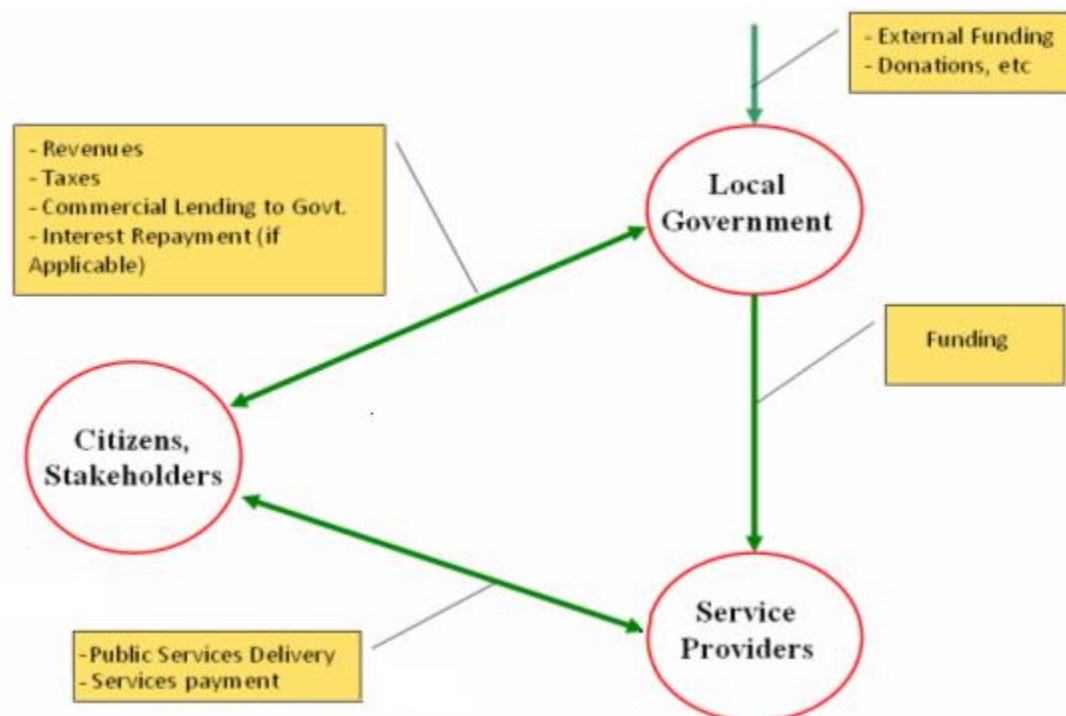 - External Funding
- Donations, etc
- Revenues
- Taxes
- Commercial Lending to Govt.
- Interest Repayment (if
Applicable)
Local
Government
Funding
Citizens,
Stakeholders
Service
Providers
-Public Services Delivery
- Services payment